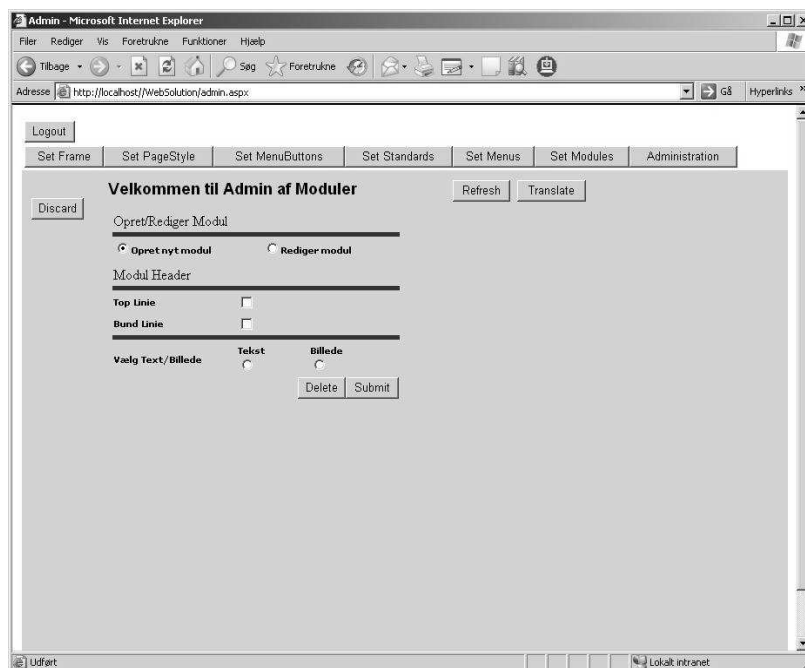 Admin - Microsoft Internet Explorer
Filer Rediger Vis Foretrukne Funktioner Hjælp
Tilbage Søg Foretrukne
Adresse http://localhost//WebSolution/admin.aspx Gå Hyperlinks »
Logout
Set Frame Set PageStyle Set MenuButtons Set Standards Set Menus Set Modules Administration
Velkommen til Admin af Moduler Refresh Translate
Discard
Opret/Rediger Modul
Opret nyt modul Rediger modul
Modul Header
Top Linie
Bund Linie
Tekst Billede
Vælg Text/Billede
Delete Submit
Udført Lokalt intranet